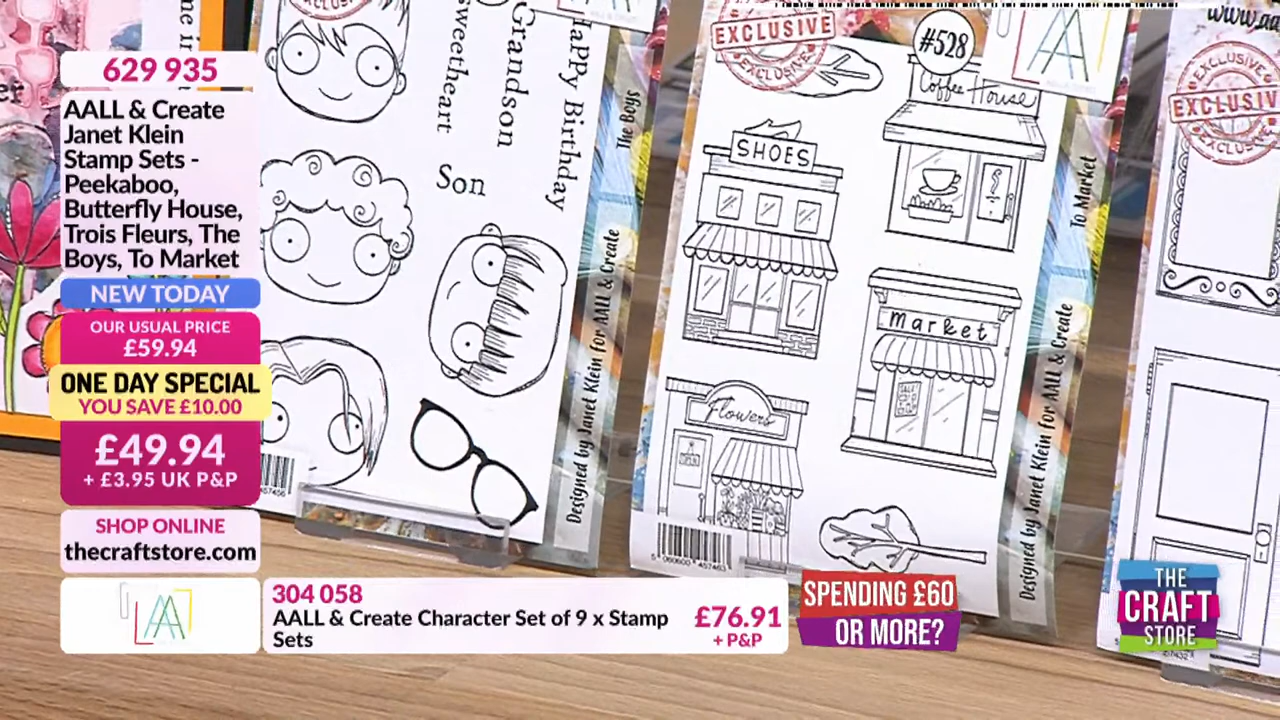 629 935
AALL & Create
Janet Klein
Stamp Sets -
Peekaboo,
Butterfly House,
Trois Fleurs, The
Boys, To Market
NEW TODAY
OUR USUAL PRICE
£59.94
ONE DAY SPECIAL
YOU SAVE £10.00
£49.94
+ £3.95 UK P&P
SHOP ONLINE
thecraftstore.com
304 058
AALL & Create Character Set of 9 x Stamp
Sets
£76.91
+ P&P
SPENDING £60
OR MORE?
THE
CRAFT
STORE
sweetheart
Grandson
Happy Birthday
Son
The Boys
Designed by Janet Klein for AALL & Create
EXCLUSIVE
EXCLUSIVE
#528
Coffee House
SHOES
Market
Flowers
OPEN
To Market
Designed by Janet Klein for AALL & Create
EXCLUSIVE
EXCLUSIVE
EXCLUSIVE